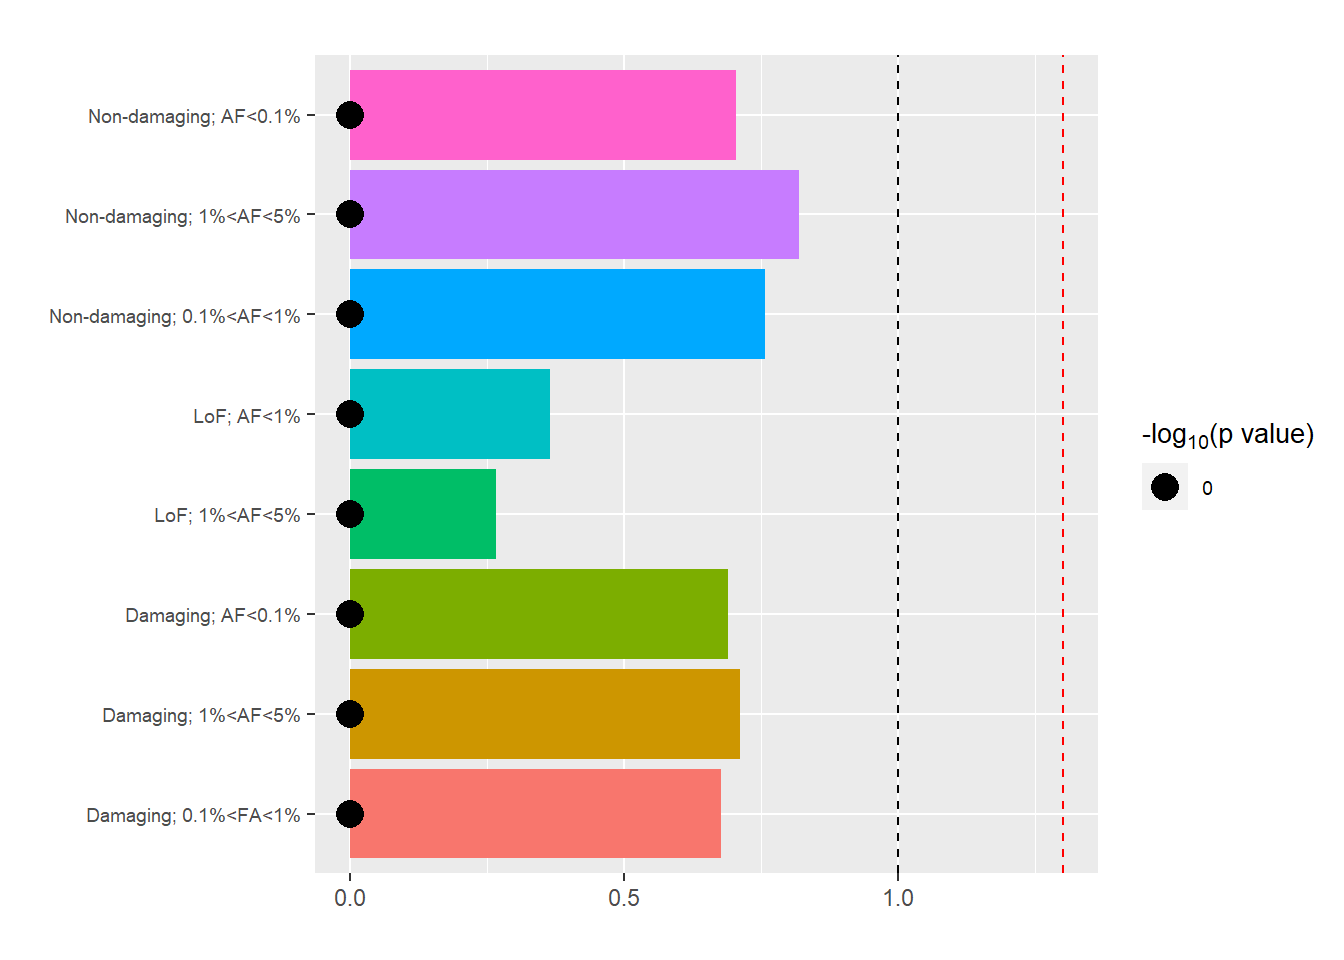 Non-damaging; AF<0.1%
Non-damaging; 1%<AF<5%
Non-damaging; 0.1%<AF<1%
LoF; AF<1%
LoF; 1%<AF<5%
Damaging; AF<0.1%
Damaging; 1%<AF<5%
Damaging; 0.1%<FA<1%
0.0 0.5 1.0
-log10(p value)
0